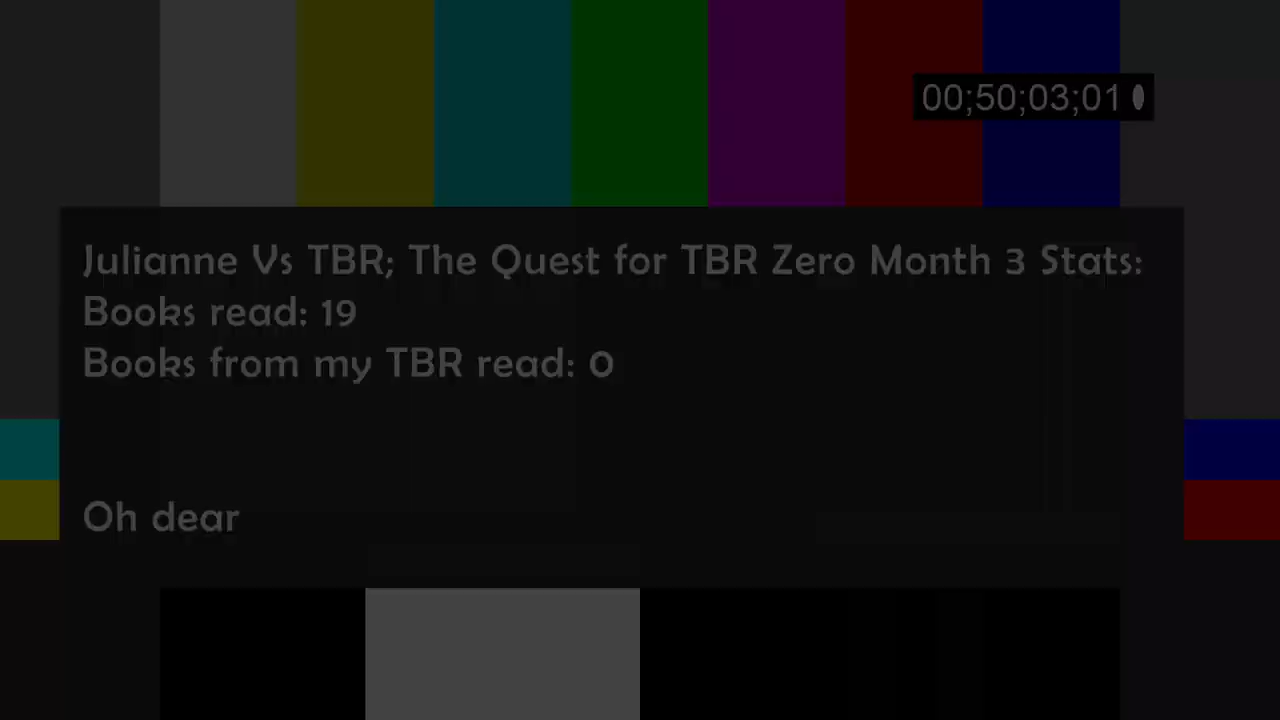 00;50;03;01
Julianne Vs TBR; The Quest for TBR Zero Month 3 Stats:
Books read: 19
Books from my TBR read: 0
Oh dear